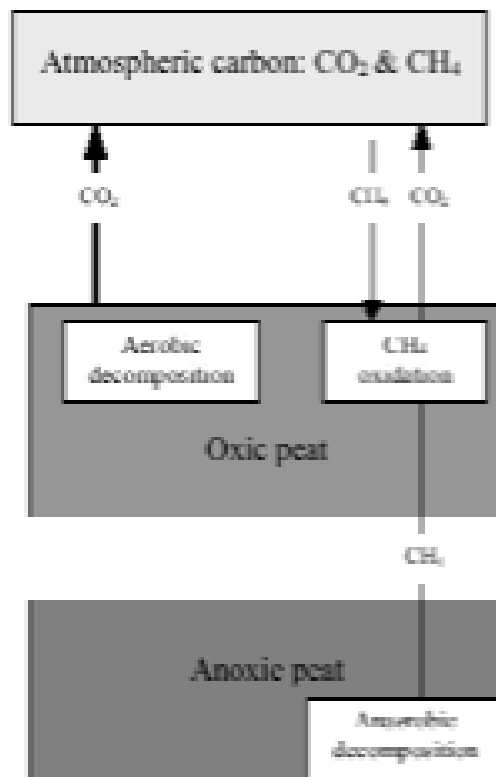 Atmospheric carbon: CO₂ & CH₄
CO₂
CH₄ CO₂
Aerobic
decomposition
CH₄
oxidation
Oxic peat
CH₄
Anoxic peat
Anaerobic
decomposition